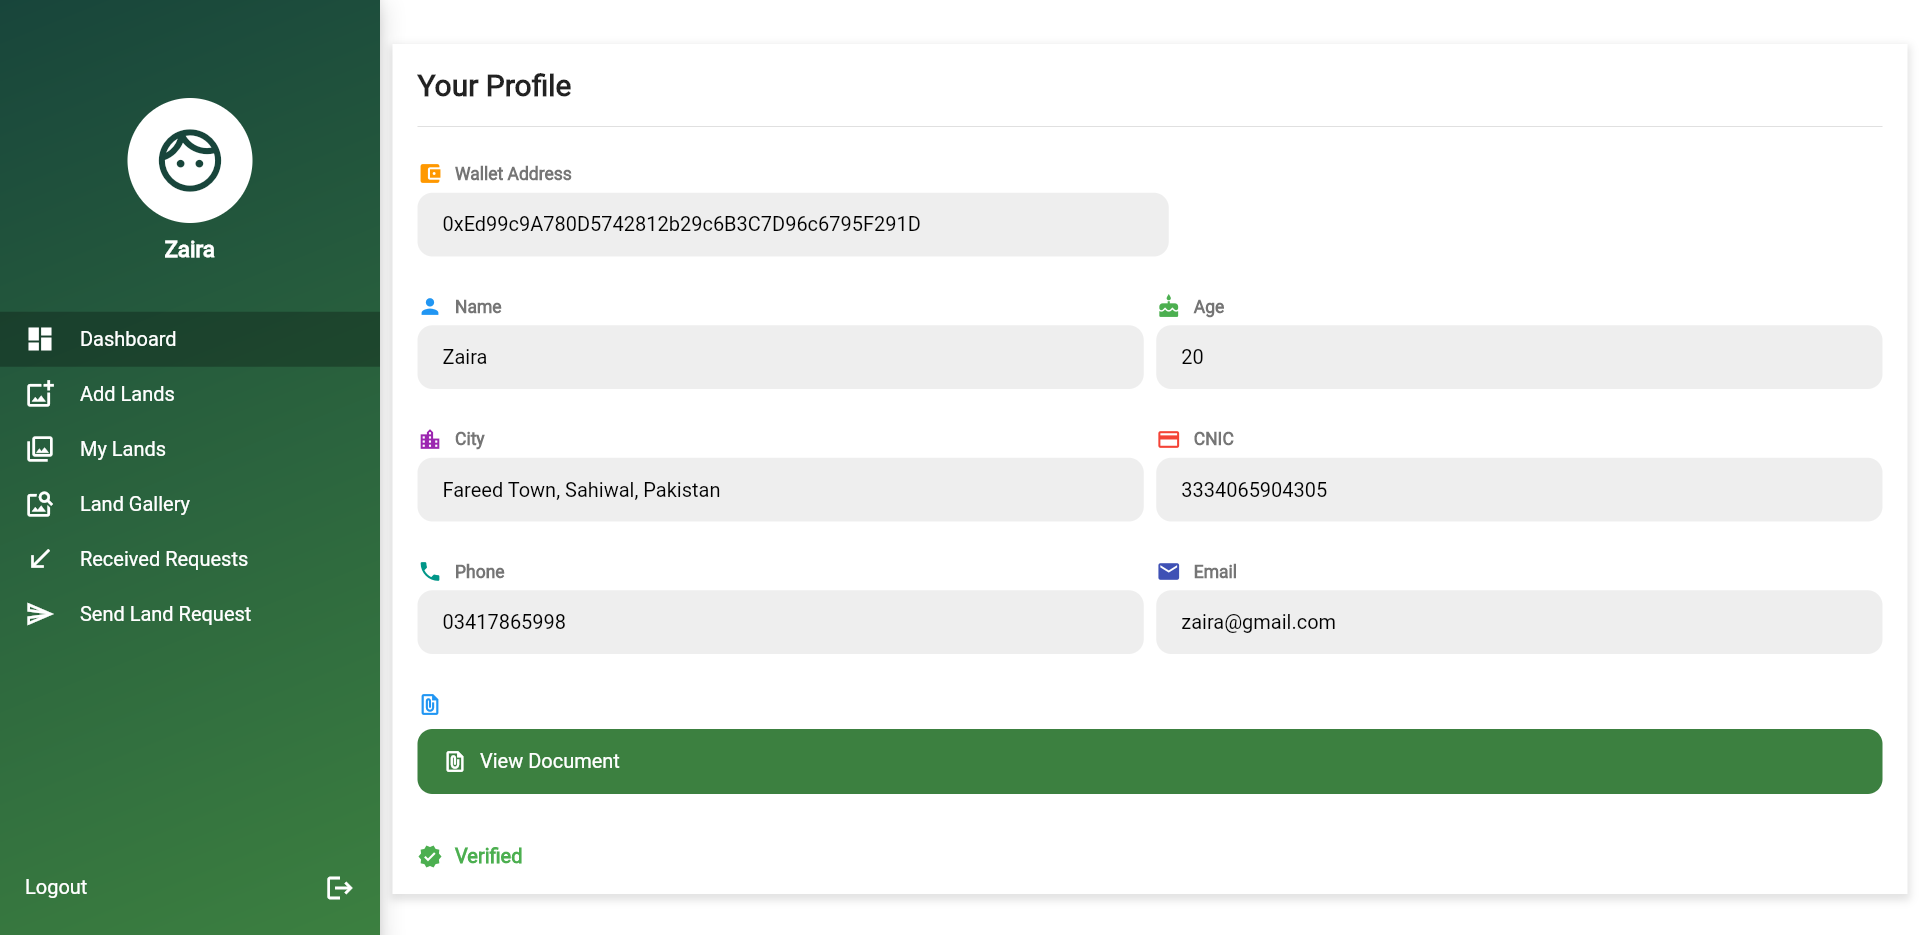 Zaira
Dashboard
Add Lands
My Lands
Land Gallery
Received Requests
Send Land Request
Logout
Your Profile
Wallet Address
0xEd99c9A780D5742812b29c6B3C7D96c6795F291D
Name
Zaira
Age
20
City
Fareed Town, Sahiwal, Pakistan
CNIC
3334065904305
Phone
03417865998
Email
zaira@gmail.com
View Document
Verified